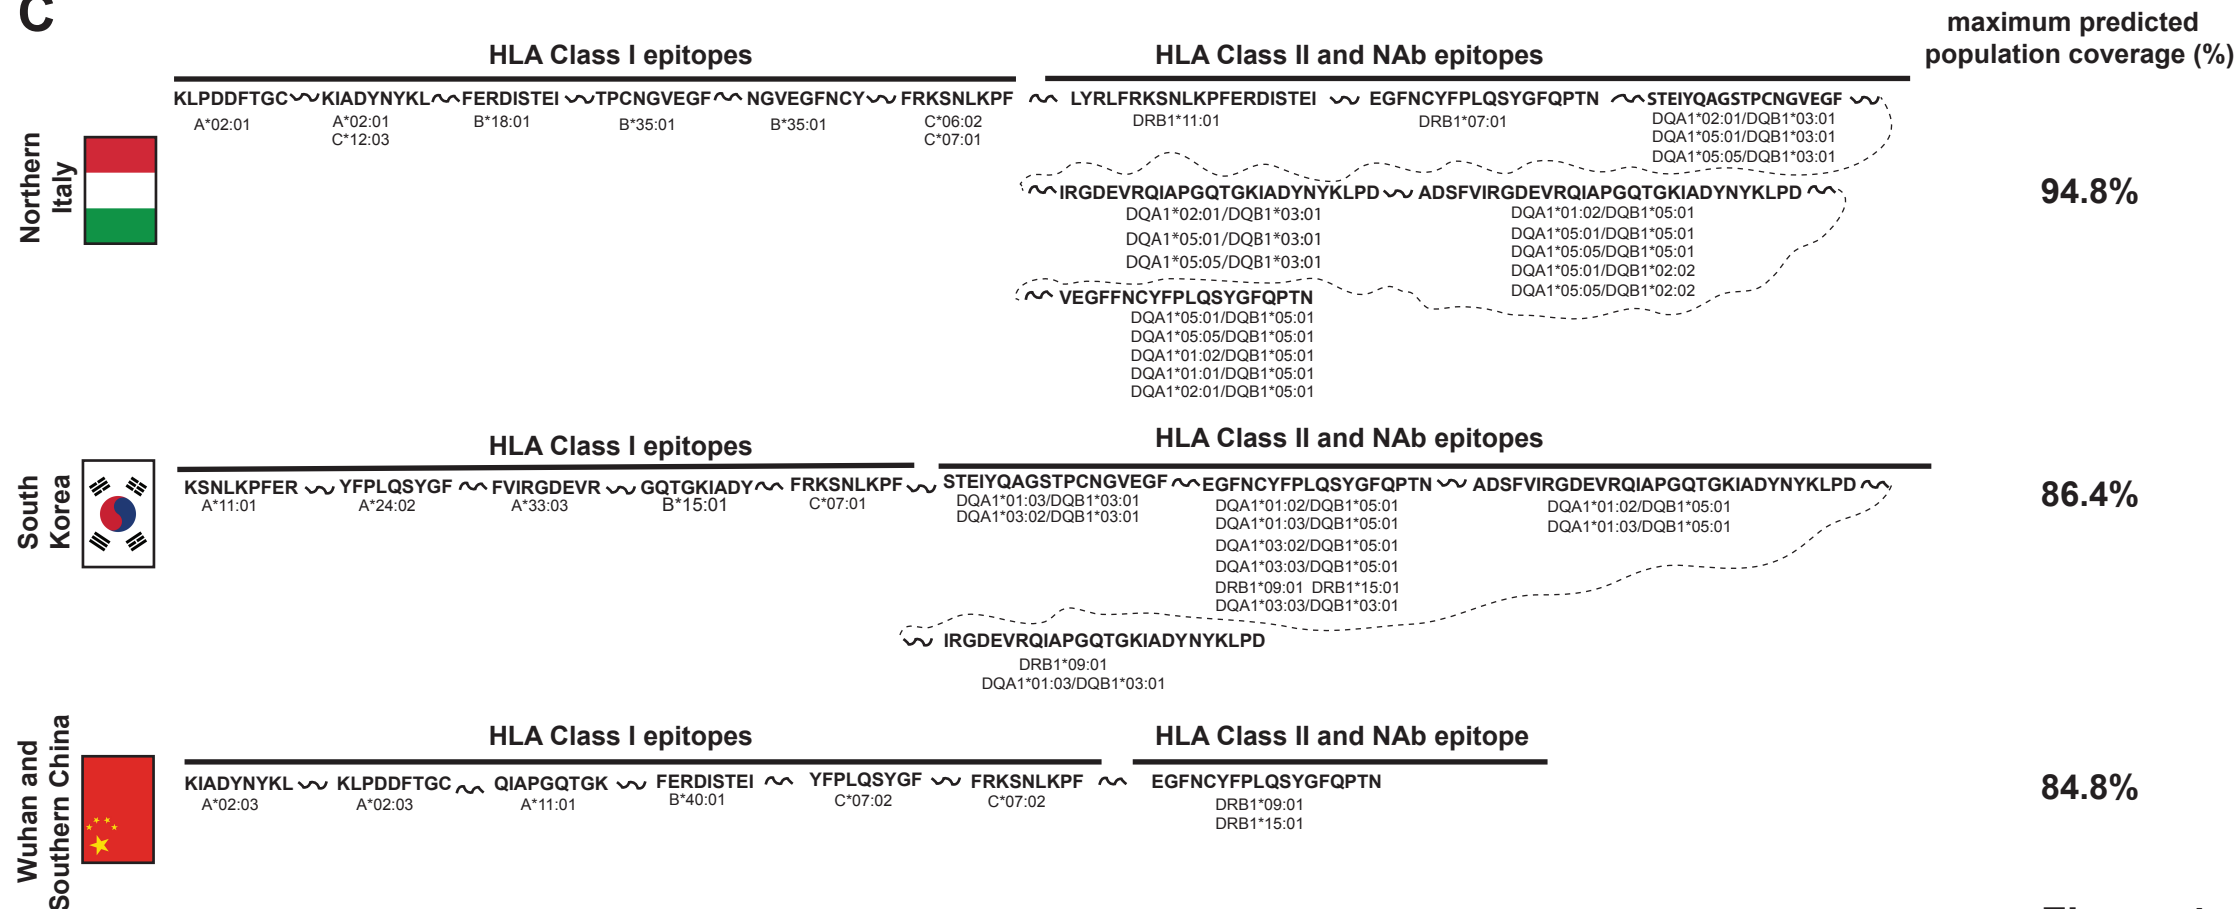 C
maximum predicted
population coverage (%)
HLA Class I epitopes
HLA Class II and NAb epitopes
Northern
Italy
KLPDDFTGC KIADYNYKL FERDISTEI TPCNGVEGF NGVEGFNCY FRKSNLKPF LYRLFRKSNLKPFERDISTEI EGFNCYFPLQSYGFQPTN STEIYQAGSTPCNGVEGF
A*02:01 A*02:01 B*18:01 B*35:01 B*35:01 C*06:02 DRB1*11:01 DRB1*07:01 DQA1*02:01/DQB1*03:01
C*12:03 C*07:01 DQA1*05:01/DQB1*03:01
DQA1*05:05/DQB1*03:01
IRGDEVRQIAPGQTGKIADYNYKLPD ADSFVIRGDEVRQIAPGQTGKIADYNYKLPD
94.8%
DQA1*02:01/DQB1*03:01 DQA1*01:02/DQB1*05:01
DQA1*05:01/DQB1*03:01 DQA1*05:01/DQB1*05:01
DQA1*05:05/DQB1*03:01 DQA1*05:05/DQB1*05:01
DQA1*05:01/DQB1*02:02
DQA1*05:05/DQB1*02:02
VEGFFNCYFPLQSYGFQPTN
DQA1*05:01/DQB1*05:01
DQA1*05:05/DQB1*05:01
DQA1*01:02/DQB1*05:01
DQA1*01:01/DQB1*05:01
DQA1*02:01/DQB1*05:01
HLA Class I epitopes
HLA Class II and NAb epitopes
South
Korea
KSNLKPFER YFPLQSYGF FVIRGDEVR GQTGKIADY FRKSNLKPF STEIYQAGSTPCNGVEGF EGFNCYFPLQSYGFQPTN ADSFVIRGDEVRQIAPGQTGKIADYNYKLPD
86.4%
A*11:01 A*24:02 A*33:03 B*15:01 C*07:01 DQA1*01:03/DQB1*03:01 DQA1*01:02/DQB1*05:01 DQA1*01:02/DQB1*05:01
DQA1*03:02/DQB1*03:01 DQA1*01:03/DQB1*05:01 DQA1*01:03/DQB1*05:01
DQA1*03:02/DQB1*05:01
DQA1*03:03/DQB1*05:01
DRB1*09:01 DRB1*15:01
DQA1*03:03/DQB1*03:01
IRGDEVRQIAPGQTGKIADYNYKLPD
DRB1*09:01
DQA1*01:03/DQB1*03:01
HLA Class I epitopes
HLA Class II and NAb epitope
Wuhan and
Southern China
KIADYNYKL KLPDDFTGC QIAPGQTGK FERDISTEI YFPLQSYGF FRKSNLKPF EGFNCYFPLQSYGFQPTN
84.8%
A*02:03 A*02:03 A*11:01 B*40:01 C*07:02 C*07:02 DRB1*09:01
DRB1*15:01